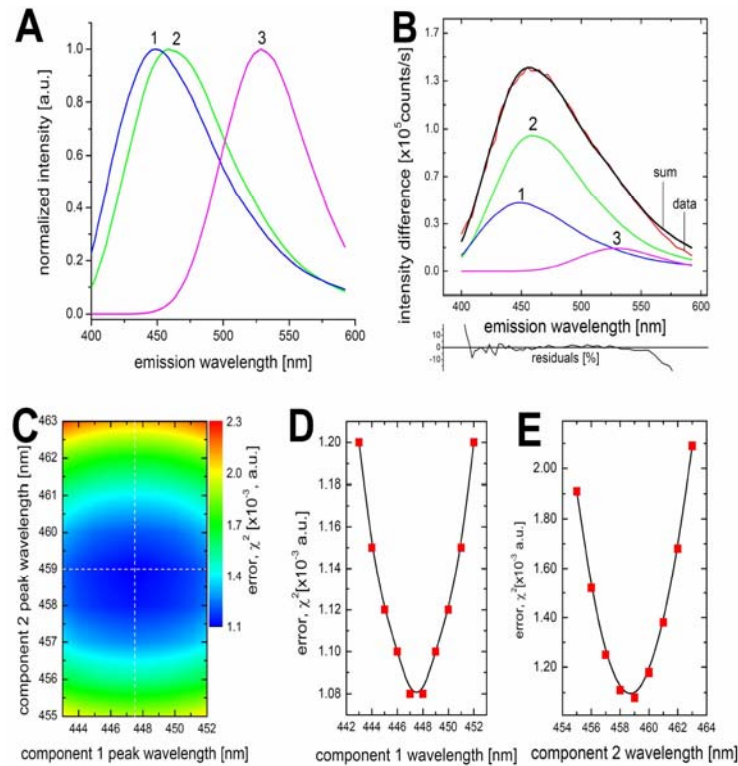 A
1 2 3
normalized intensity [a.u.]
1.0
0.8
0.6
0.4
0.2
0.0
400 450 500 550 600
emission wavelength [nm]
B
intensity difference [x10⁵counts/s]
1.7
1.3
1.0
0.7
0.3
0.0
2
1
3
sum
data
400 450 500 550 600
emission wavelength [nm]
10
0
-10
residuals [%]
C
component 2 peak wavelength [nm]
463
462
461
460
459
458
457
456
455
444 446 448 450 452
component 1 peak wavelength [nm]
2.3
2.0
1.7
1.4
1.1
error, χ² [x10⁻³, a.u.]
D
error, χ²[x10⁻³ a.u.]
1.20
1.18
1.16
1.14
1.12
1.10
1.08
442 444 446 448 450 452
component 1 wavelength [nm]
E
error, χ²[x10⁻³ a.u.]
2.00
1.80
1.60
1.40
1.20
1.10
454 456 458 460 462 464
component 2 wavelength [nm]